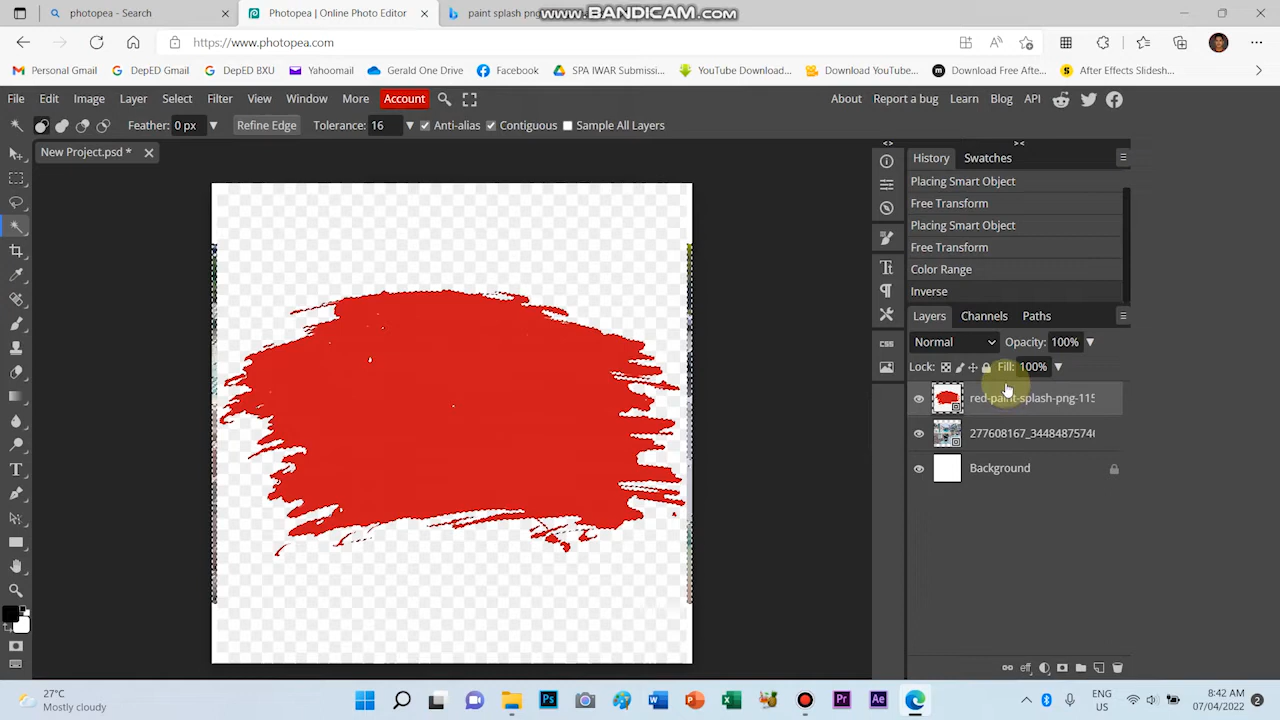 photopea - Search
Photopea | Online Photo Editor
paint splash png
WWW.BANDICAM.COM
https://www.photopea.com
Personal Gmail
DepED Gmail
DepED BXU
Yahoomail
Gerald One Drive
Facebook
SPA IWAR Submissi...
YouTube Download...
Download YouTube...
Download Free Afte...
After Effects Slidesh...
File Edit Image Layer Select Filter View Window More Account
About Report a bug Learn Blog API
Feather: 0 px Refine Edge Tolerance: 16 Anti-alias Contiguous Sample All Layers
New Project.psd *
History Swatches
Placing Smart Object
Free Transform
Placing Smart Object
Free Transform
Color Range
Inverse
Layers Channels Paths
Normal Opacity: 100%
Lock: Fill: 100%
red-paint-splash-png-115
277608167_3448487574
Background
27°C
Mostly cloudy
ENG
US
8:42 AM
07/04/2022
2